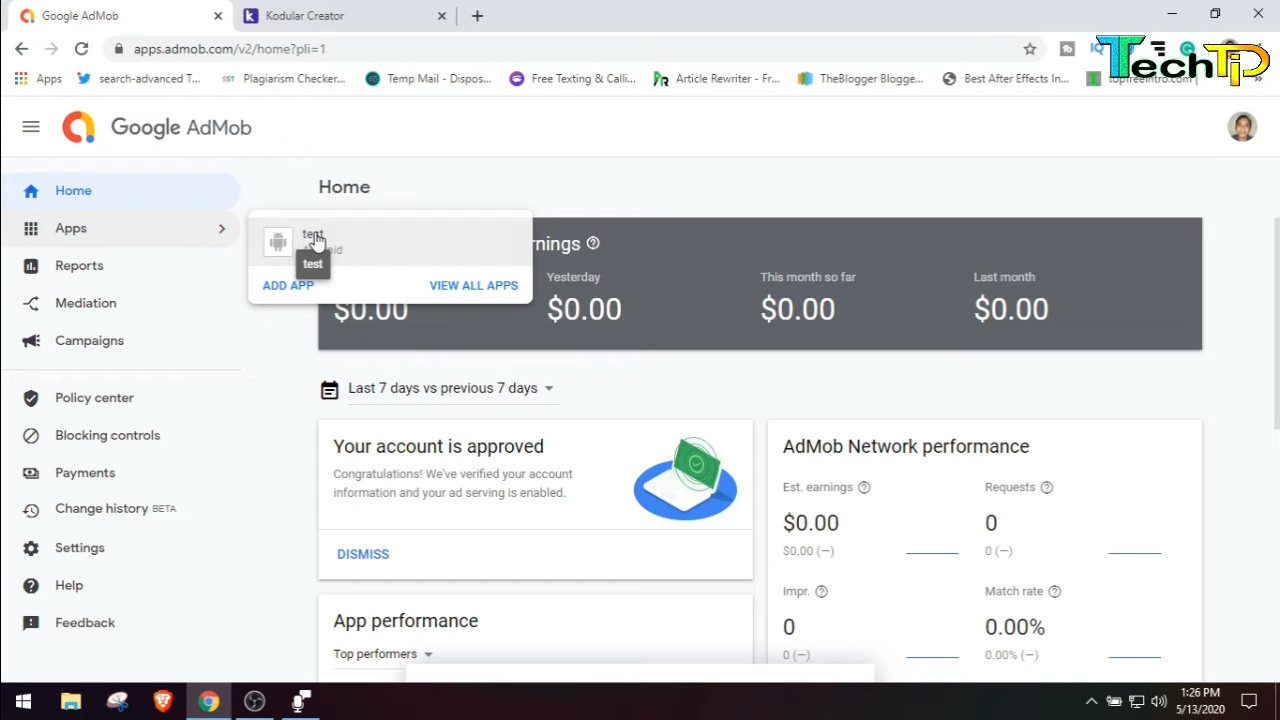 Google AdMob
Kodular Creator
apps.admob.com/v2/home?pli=1
IQ
TechTip
Apps
search-advanced T...
SST
Plagiarism Checker...
Temp Mail - Dispos...
Free Texting & Calli...
Article Rewriter - Fr...
TheBlogger Blogge...
Best After Effects In...
topfreeintro.com
Google AdMob
Home
Apps
Reports
Mediation
Campaigns
Policy center
Blocking controls
Payments
Change history BETA
Settings
Help
Feedback
Home
test
test
ADD APP
VIEW ALL APPS
Yesterday
This month so far
Last month
$0.00
$0.00
$0.00
$0.00
Last 7 days vs previous 7 days
Your account is approved
Congratulations! We've verified your account
information and your ad serving is enabled.
DISMISS
App performance
Top performers
AdMob Network performance
Est. earnings
Requests
$0.00
0
$0.00 (—)
0 (—)
Impr.
Match rate
0
0.00%
0 (—)
0.00% (—)
1:26 PM
5/13/2020